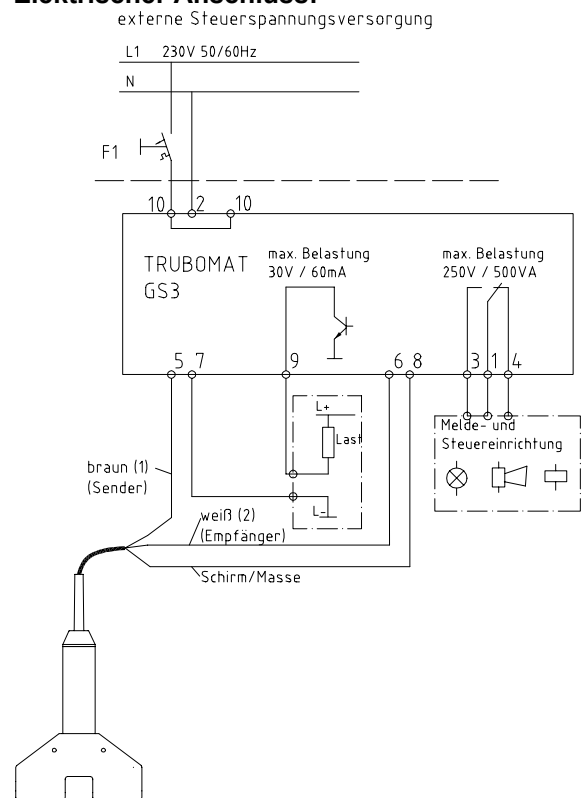 Elektrischer Anschluss:
externe Steuerspannungsversorgung
L1 230V 50/60Hz
N
F1
10 2 10
TRUBOMAT
GS3
max. Belastung
30V / 60mA
max. Belastung
250V / 500VA
5 7 9 6 8 3 1 4
L+
Last
L-
Melde- und
Steuereinrichtung
braun (1)
(Sender)
weiß (2)
(Empfänger)
Schirm/Masse